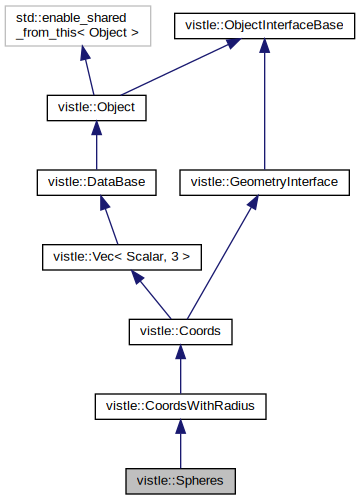 std::enable_shared
_from_this< Object >
vistle::ObjectInterfaceBase
vistle::Object
vistle::DataBase
vistle::GeometryInterface
vistle::Vec< Scalar, 3 >
vistle::Coords
vistle::CoordsWithRadius
vistle::Spheres